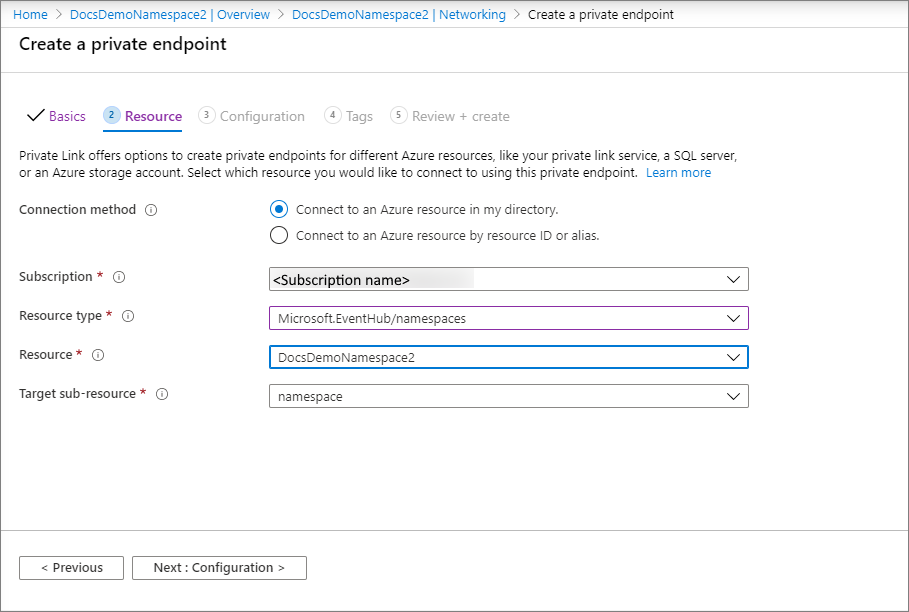 Home > DocsDemoNamespace2 | Overview > DocsDemoNamespace2 | Networking > Create a private endpoint
Create a private endpoint
Basics 2 Resource 3 Configuration 4 Tags 5 Review + create
Private Link offers options to create private endpoints for different Azure resources, like your private link service, a SQL server,
or an Azure storage account. Select which resource you would like to connect to using this private endpoint. Learn more
Connection method Connect to an Azure resource in my directory.
Connect to an Azure resource by resource ID or alias.
Subscription * <Subscription name>
Resource type * Microsoft.EventHub/namespaces
Resource * DocsDemoNamespace2
Target sub-resource * namespace
< Previous Next : Configuration >